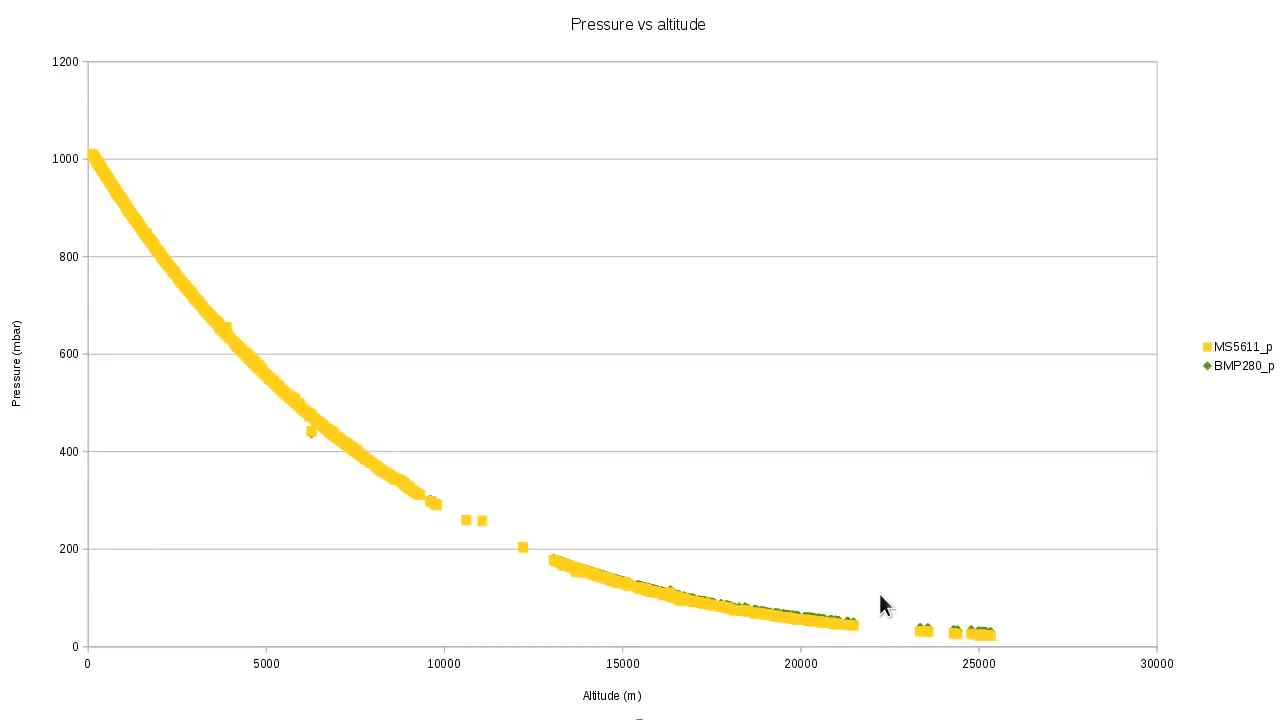 Pressure vs altitude
1200
1000
800
600
400
200
0
Pressure (mbar)
0 5000 10000 15000 20000 25000 30000
Altitude (m)
MS5611_p
BMP280_p